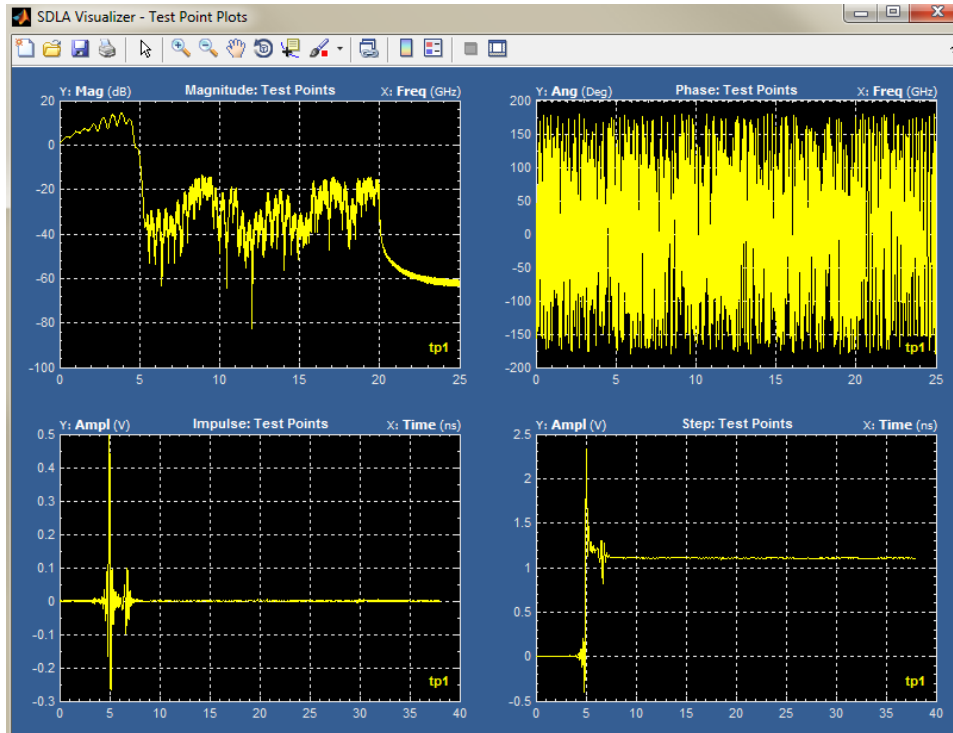 SDLA Visualizer - Test Point Plots
Y: Mag (dB) Magnitude: Test Points X: Freq (GHz)
20
0
-20
-40
-60
-80
-100
tp1
0 5 10 15 20 25
Y: Ang (Deg) Phase: Test Points X: Freq (GHz)
200
150
100
50
0
-50
-100
-150
-200
tp1
0 5 10 15 20 25
Y: Ampl (V) Impulse: Test Points X: Time (ns)
0.5
0.4
0.3
0.2
0.1
0
-0.1
-0.2
-0.3
tp1
0 5 10 15 20 25 30 35 40
Y: Ampl (V) Step: Test Points X: Time (ns)
2.5
2
1.5
1
0.5
0
-0.5
tp1
0 5 10 15 20 25 30 35 40